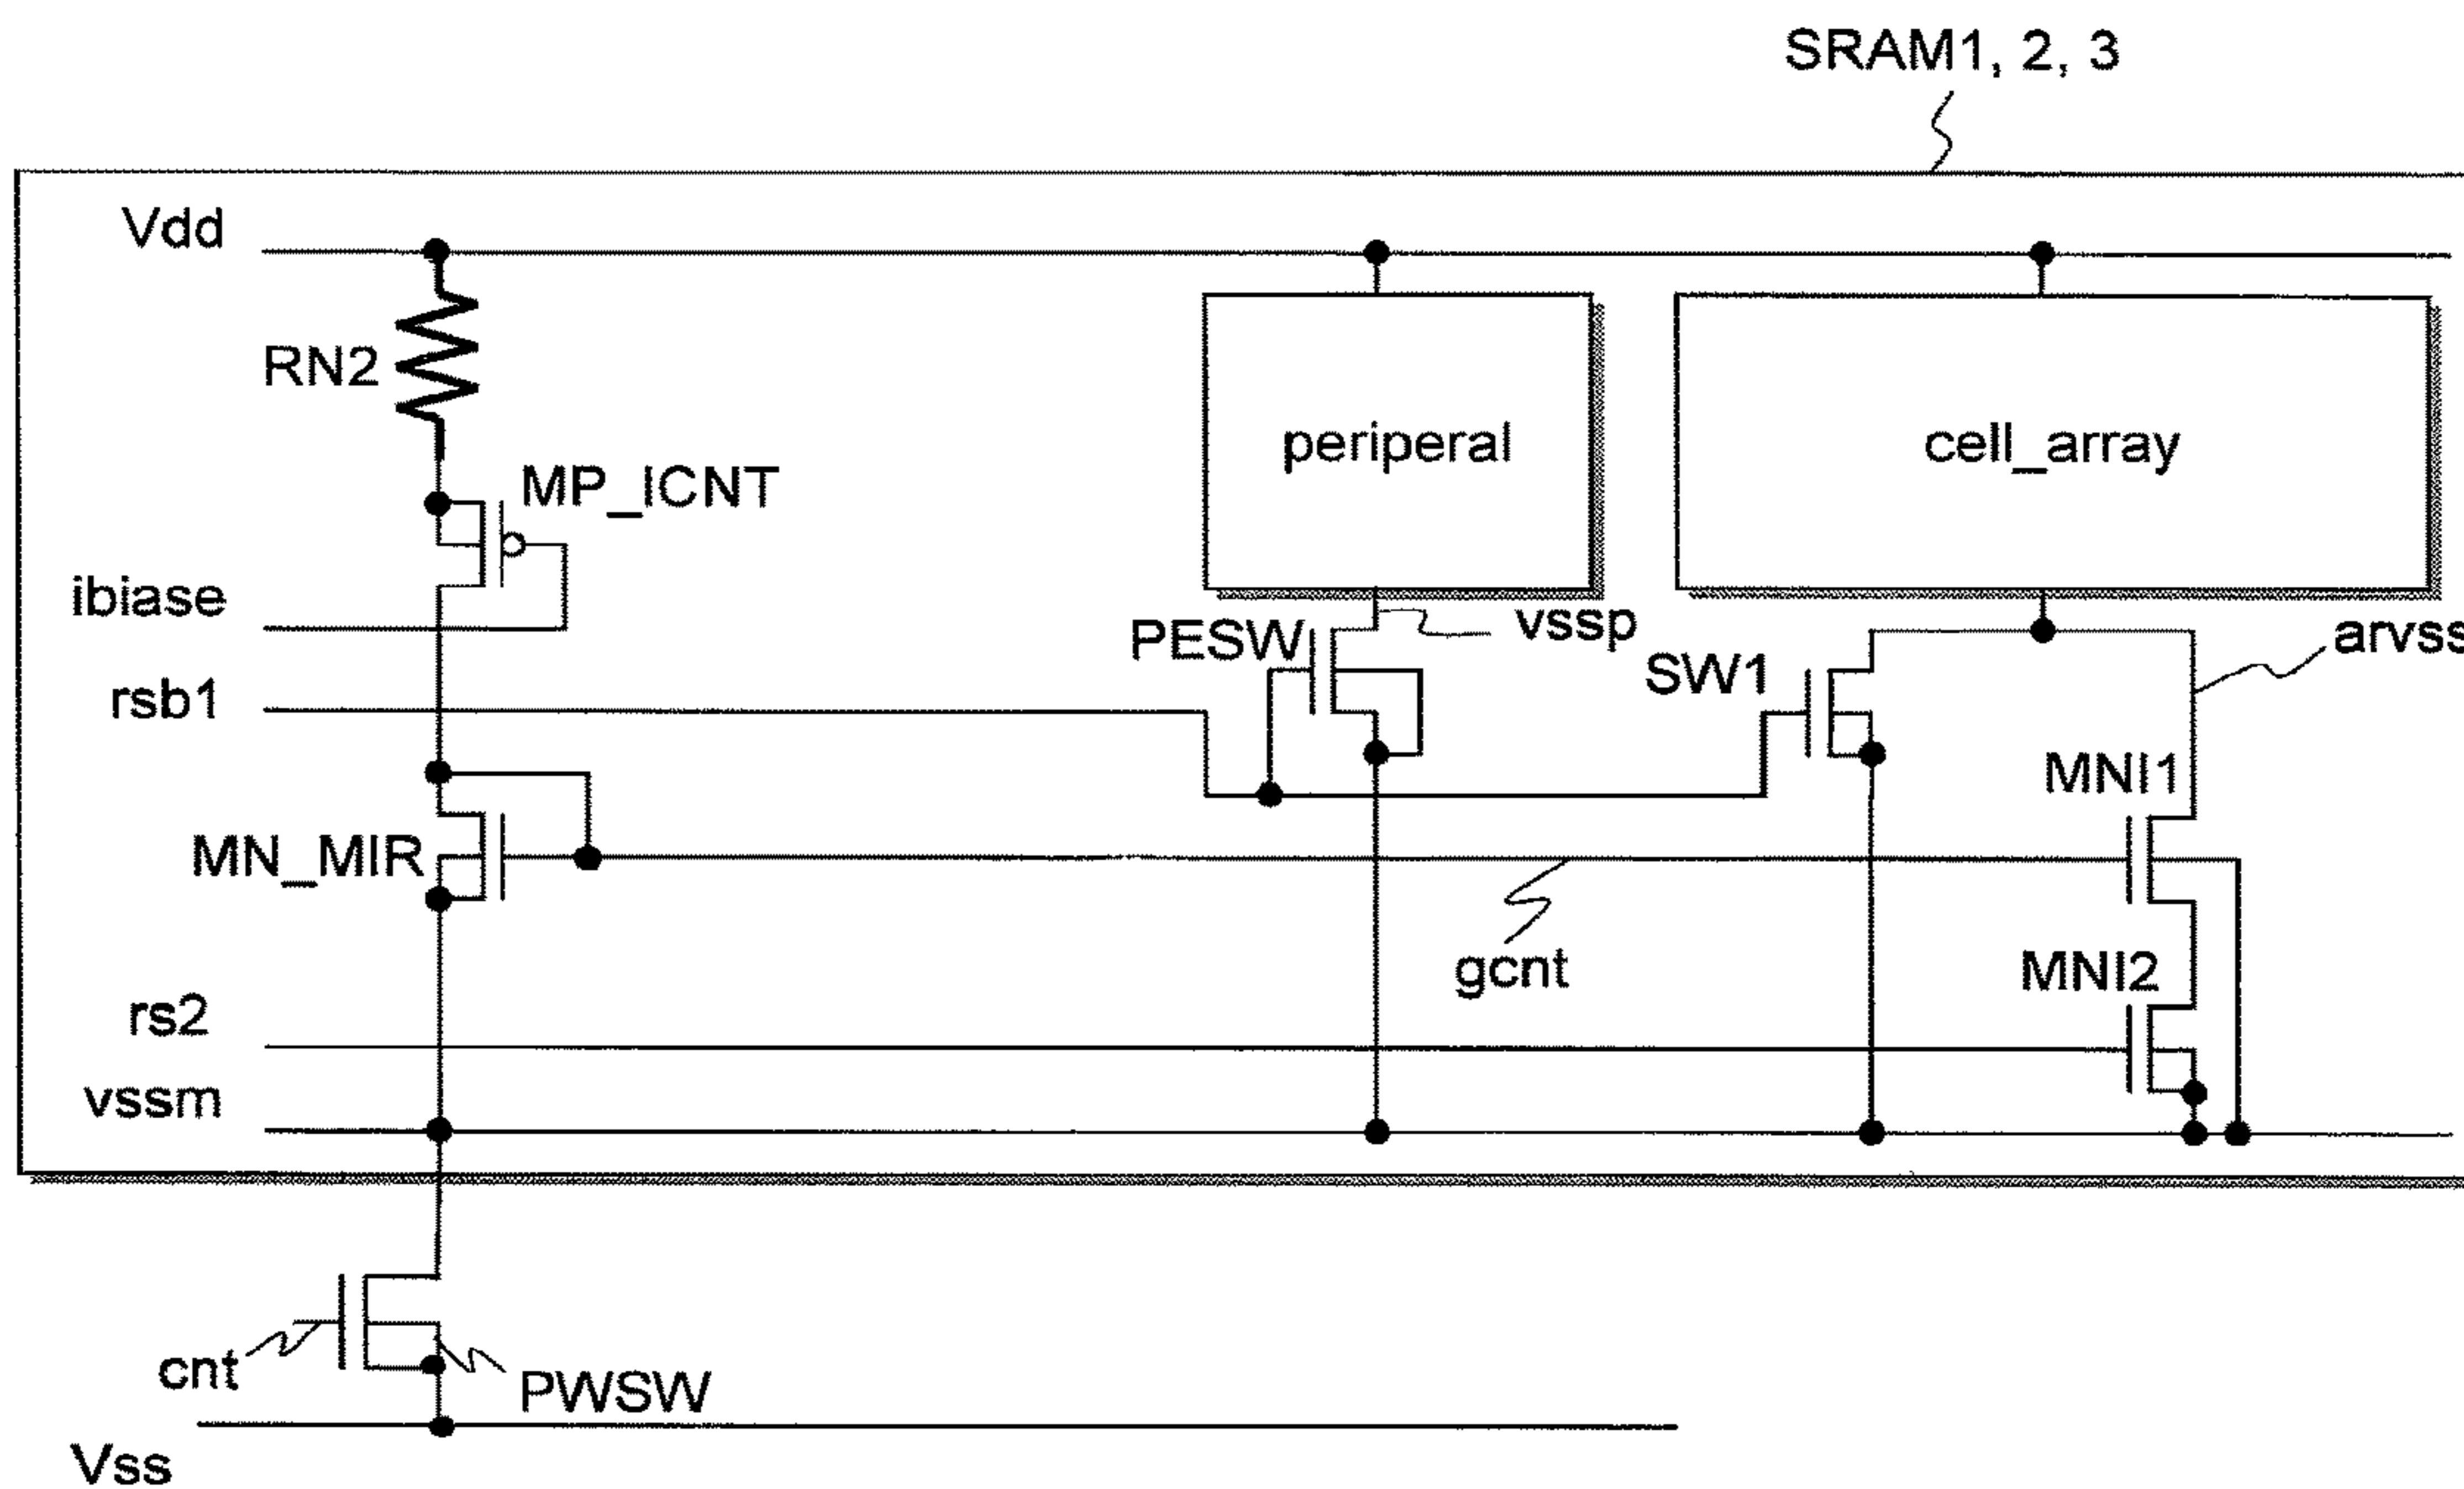 SRAM1, 2, 3
Vdd
RN2
MP_ICNT
periperal
cell_array
ibiase
rsb1
PESW
vssp
SW1
arvss
MNI1
MN_MIR
gcnt
MNI2
rs2
vssm
cnt
PWSW
Vss